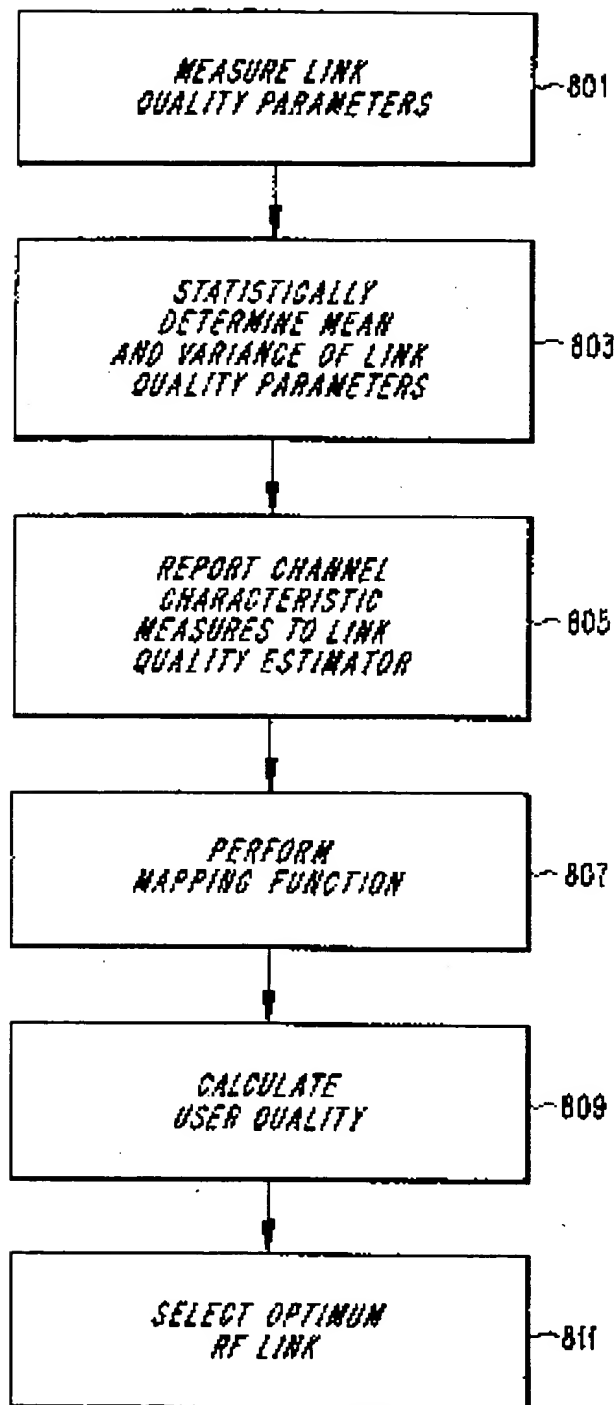 MEASURE LINK
QUALITY PARAMETERS
801
STATISTICALLY
DETERMINE MEAN
AND VARIANCE OF LINK
QUALITY PARAMETERS
803
REPORT CHANNEL
CHARACTERISTIC
MEASURES TO LINK
QUALITY ESTIMATOR
805
PERFORM
MAPPING FUNCTION
807
CALCULATE
USER QUALITY
809
SELECT OPTIMUM
RF LINK
811